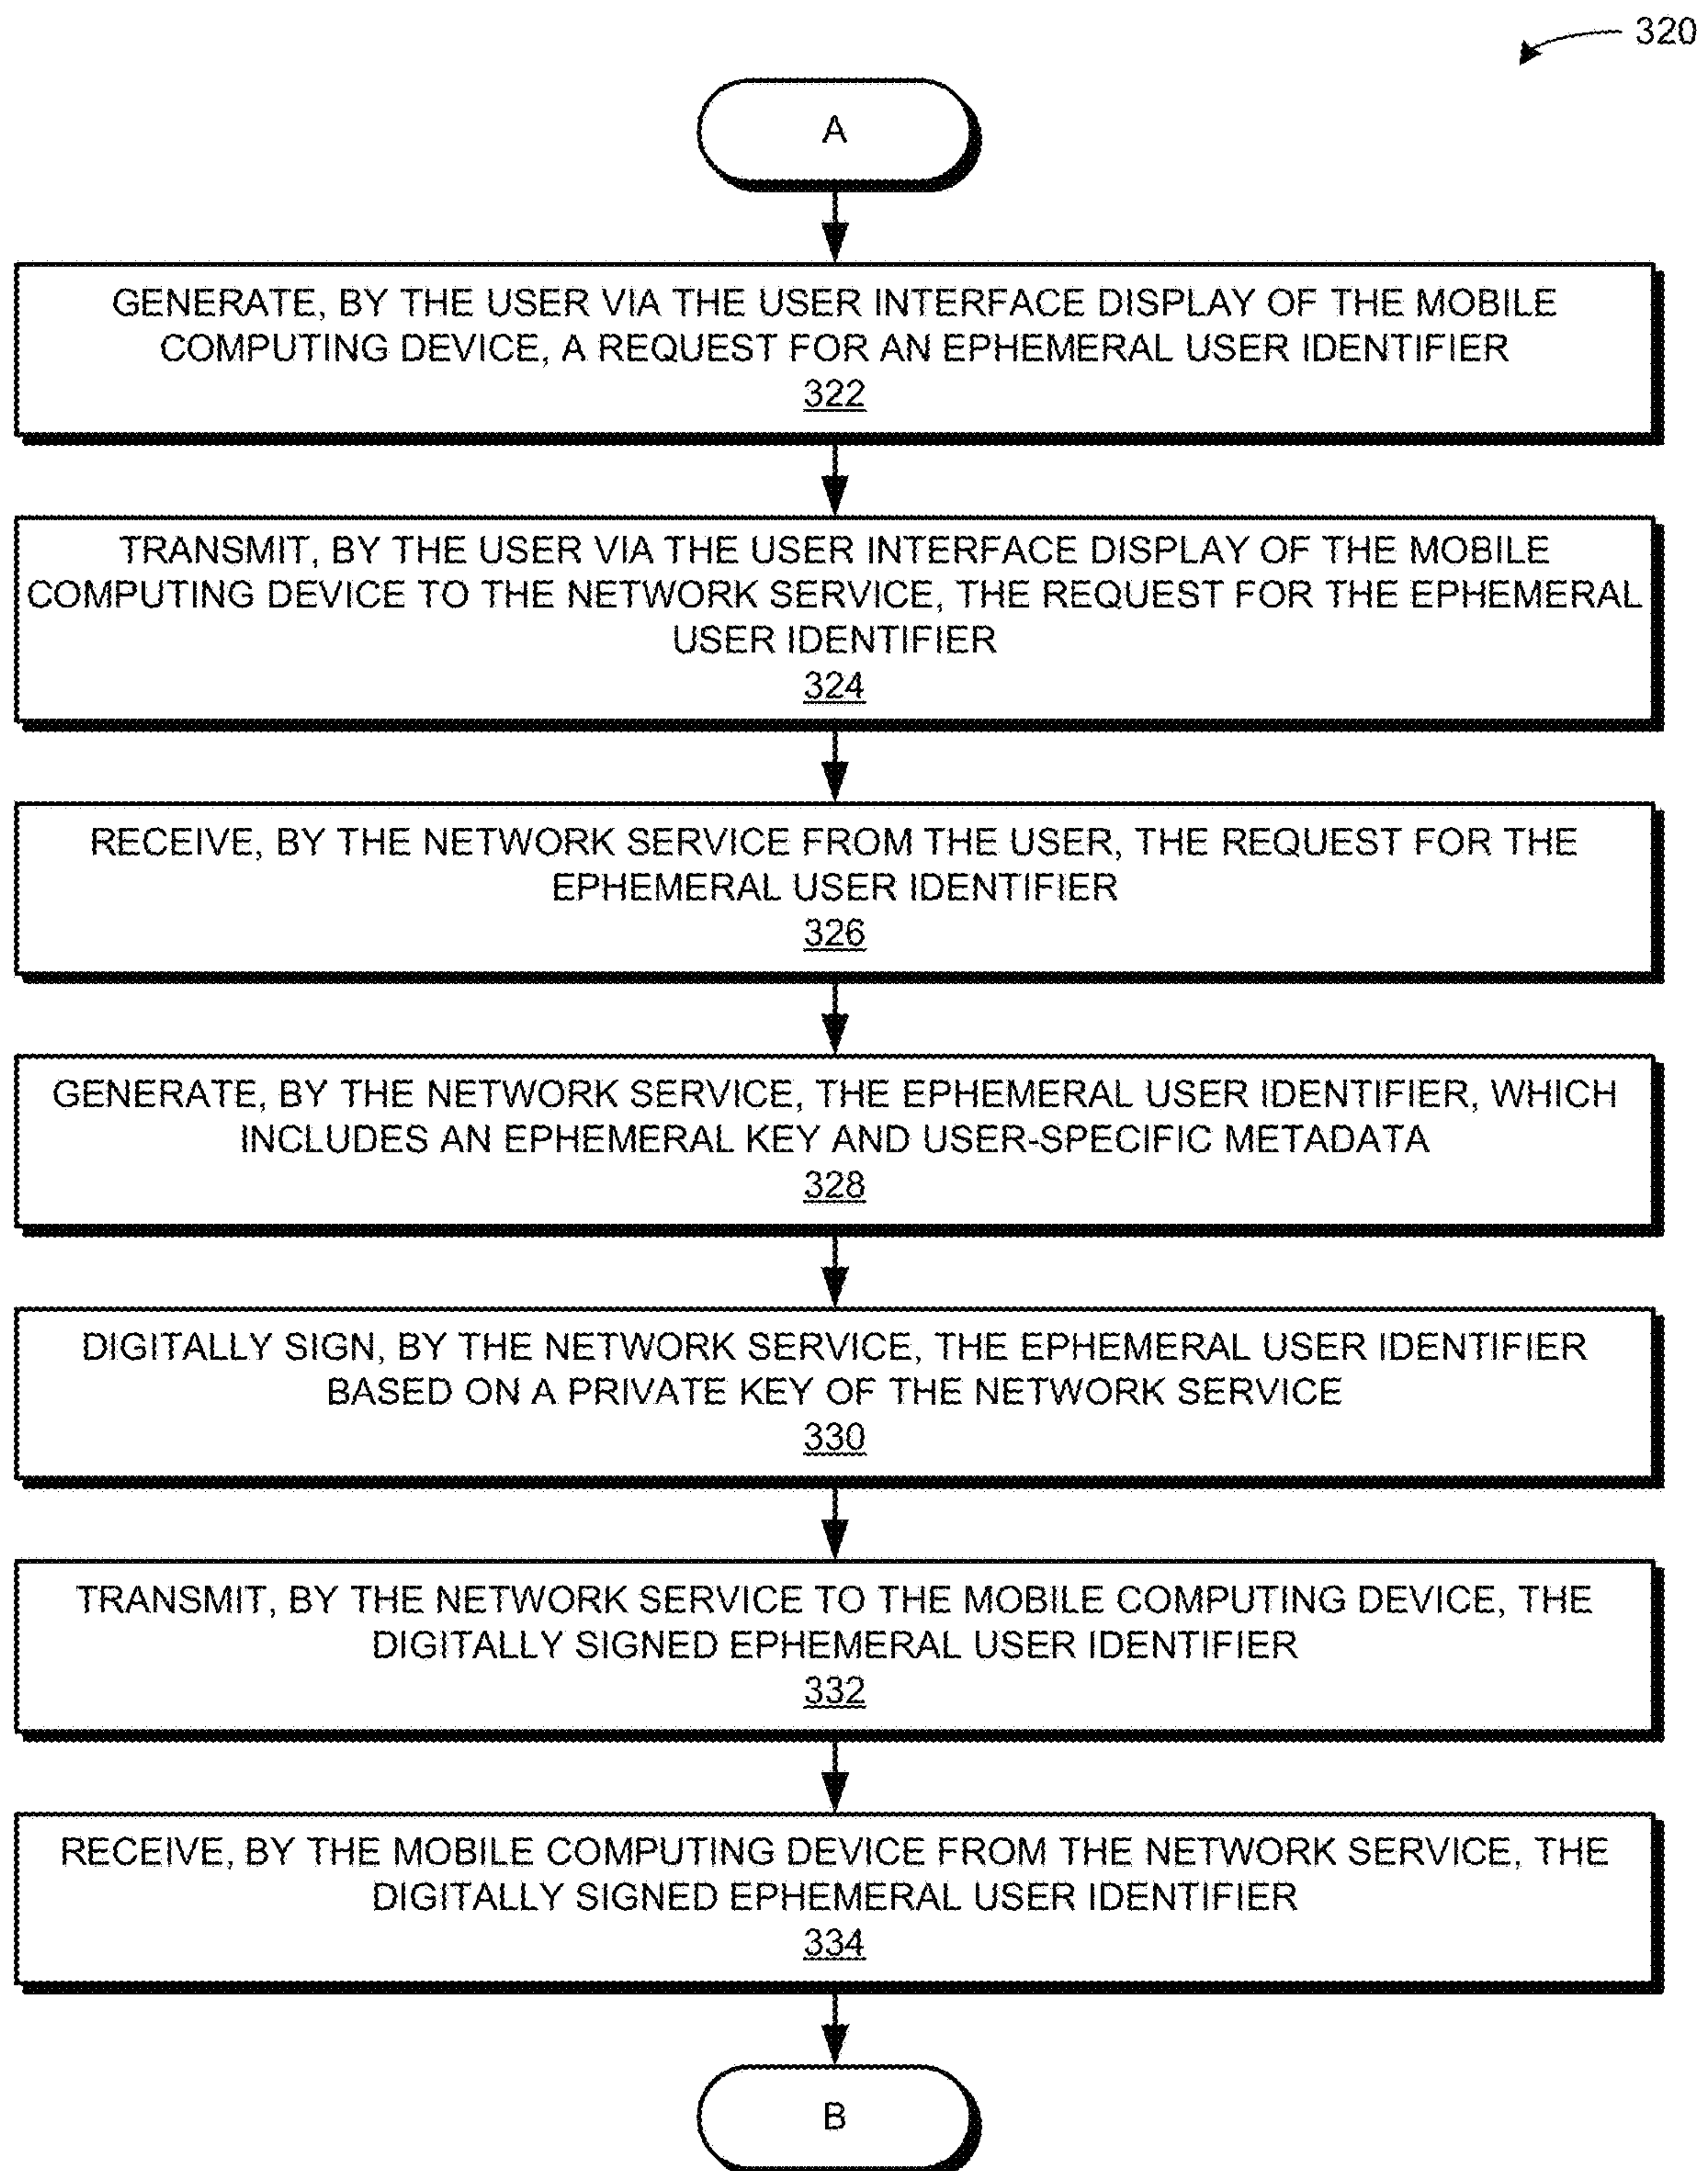 320
A
GENERATE, BY THE USER VIA THE USER INTERFACE DISPLAY OF THE MOBILE
COMPUTING DEVICE, A REQUEST FOR AN EPHEMERAL USER IDENTIFIER
322
TRANSMIT, BY THE USER VIA THE USER INTERFACE DISPLAY OF THE MOBILE
COMPUTING DEVICE TO THE NETWORK SERVICE, THE REQUEST FOR THE EPHEMERAL
USER IDENTIFIER
324
RECEIVE, BY THE NETWORK SERVICE FROM THE USER, THE REQUEST FOR THE
EPHEMERAL USER IDENTIFIER
326
GENERATE, BY THE NETWORK SERVICE, THE EPHEMERAL USER IDENTIFIER, WHICH
INCLUDES AN EPHEMERAL KEY AND USER-SPECIFIC METADATA
328
DIGITALLY SIGN, BY THE NETWORK SERVICE, THE EPHEMERAL USER IDENTIFIER
BASED ON A PRIVATE KEY OF THE NETWORK SERVICE
330
TRANSMIT, BY THE NETWORK SERVICE TO THE MOBILE COMPUTING DEVICE, THE
DIGITALLY SIGNED EPHEMERAL USER IDENTIFIER
332
RECEIVE, BY THE MOBILE COMPUTING DEVICE FROM THE NETWORK SERVICE, THE
DIGITALLY SIGNED EPHEMERAL USER IDENTIFIER
334
B